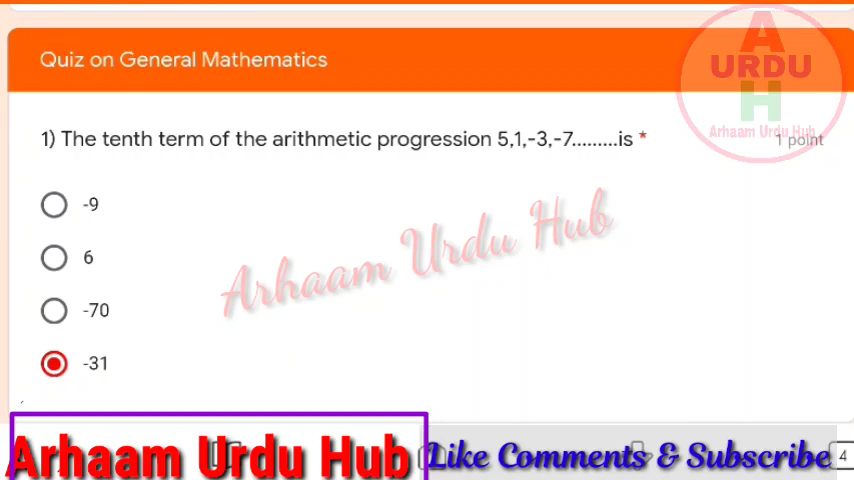 A
URDU
H
Arhaam Urdu Hub
Quiz on General Mathematics
1) The tenth term of the arithmetic progression 5,1,-3,-7.........is *
1 point
-9
6
-70
-31
Arhaam Urdu Hub
Arhaam Urdu Hub
Like Comments & Subscribe
4